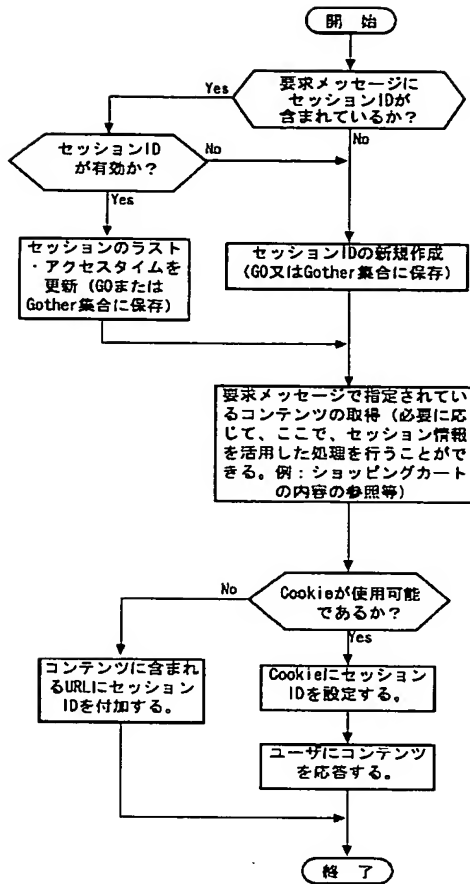 開 始
要求メッセージに
セッションIDが
含まれているか？
Yes
No
セッションID
が有効か？
No
Yes
セッションのラスト
・アクセスタイムを
更新（G0または
Gother集合に保存）
セッションIDの新規作成
（G0又はGother集合に保存）
要求メッセージで指定されてい
るコンテンツの取得（必要に応
じて、ここで、セッション情報
を活用した処理を行うことがで
きる。例：ショッピングカート
の内容の参照等）
Cookieが使用可能
であるか？
No
Yes
コンテンツに含まれ
るURLにセッション
IDを付加する。
Cookieにセッション
IDを設定する。
ユーザにコンテンツ
を応答する。
終 了